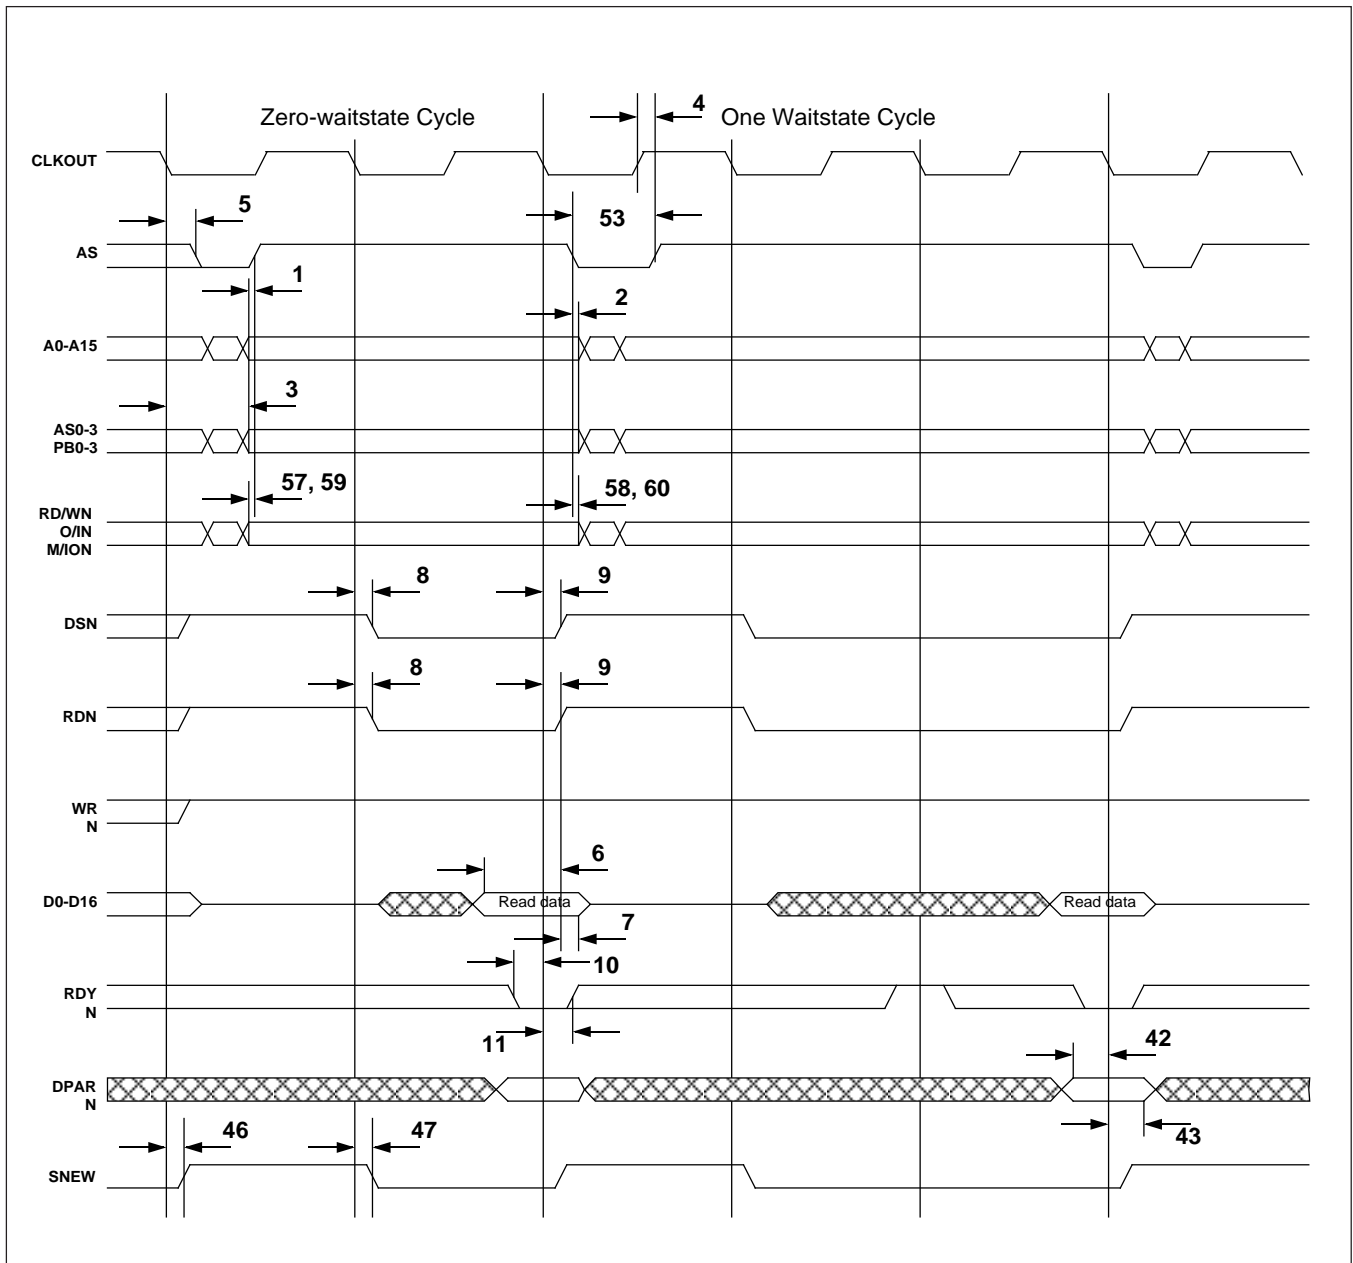 4
Zero-waitstate Cycle
One Waitstate Cycle
CLKOUT
5
53
AS
1
2
A0-A15
3
AS0-3
PB0-3
57, 59
58, 60
RD/WN
O/IN
M/ION
8
9
DSN
8
9
RDN
WR
N
6
D0-D16
Read data
Read data
7
10
RDY
N
11
42
DPAR
N
46
47
43
SNEW